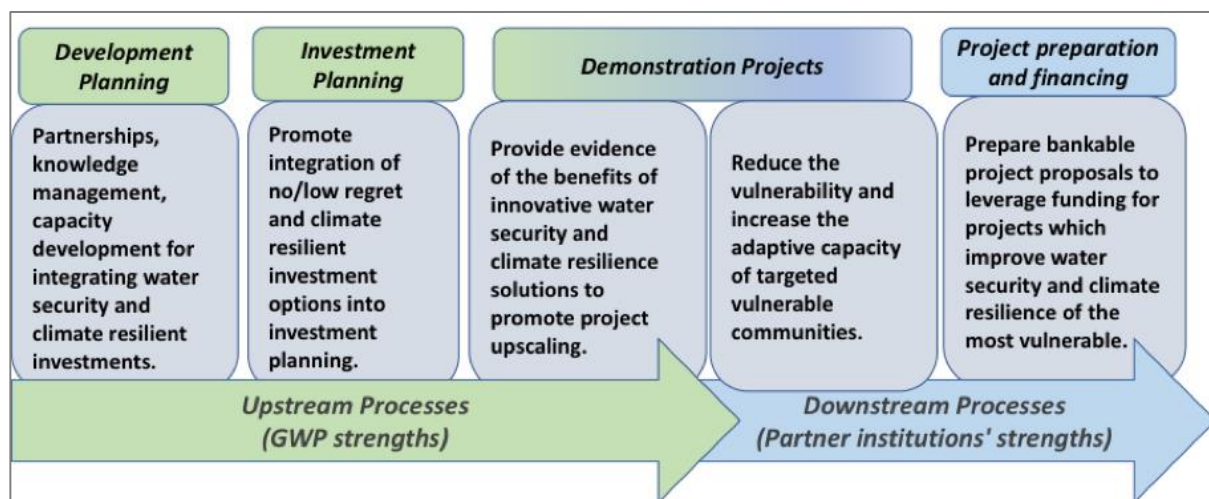 Development
Planning
Partnerships,
knowledge
management,
capacity
development for
integrating water
security and
climate resilient
investments.
Investment
Planning
Promote
integration of
no/low regret
and climate
resilient
investment
options into
investment
planning.
Demonstration Projects
Provide evidence
of the benefits of
innovative water
security and
climate resilience
solutions to
promote project
upscaling.
Reduce the
vulnerability and
increase the
adaptive capacity
of targeted
vulnerable
communities.
Project preparation
and financing
Prepare bankable
project proposals to
leverage funding for
projects which
improve water
security and climate
resilience of the
most vulnerable.
Upstream Processes
(GWP strengths)
Downstream Processes
(Partner institutions' strengths)